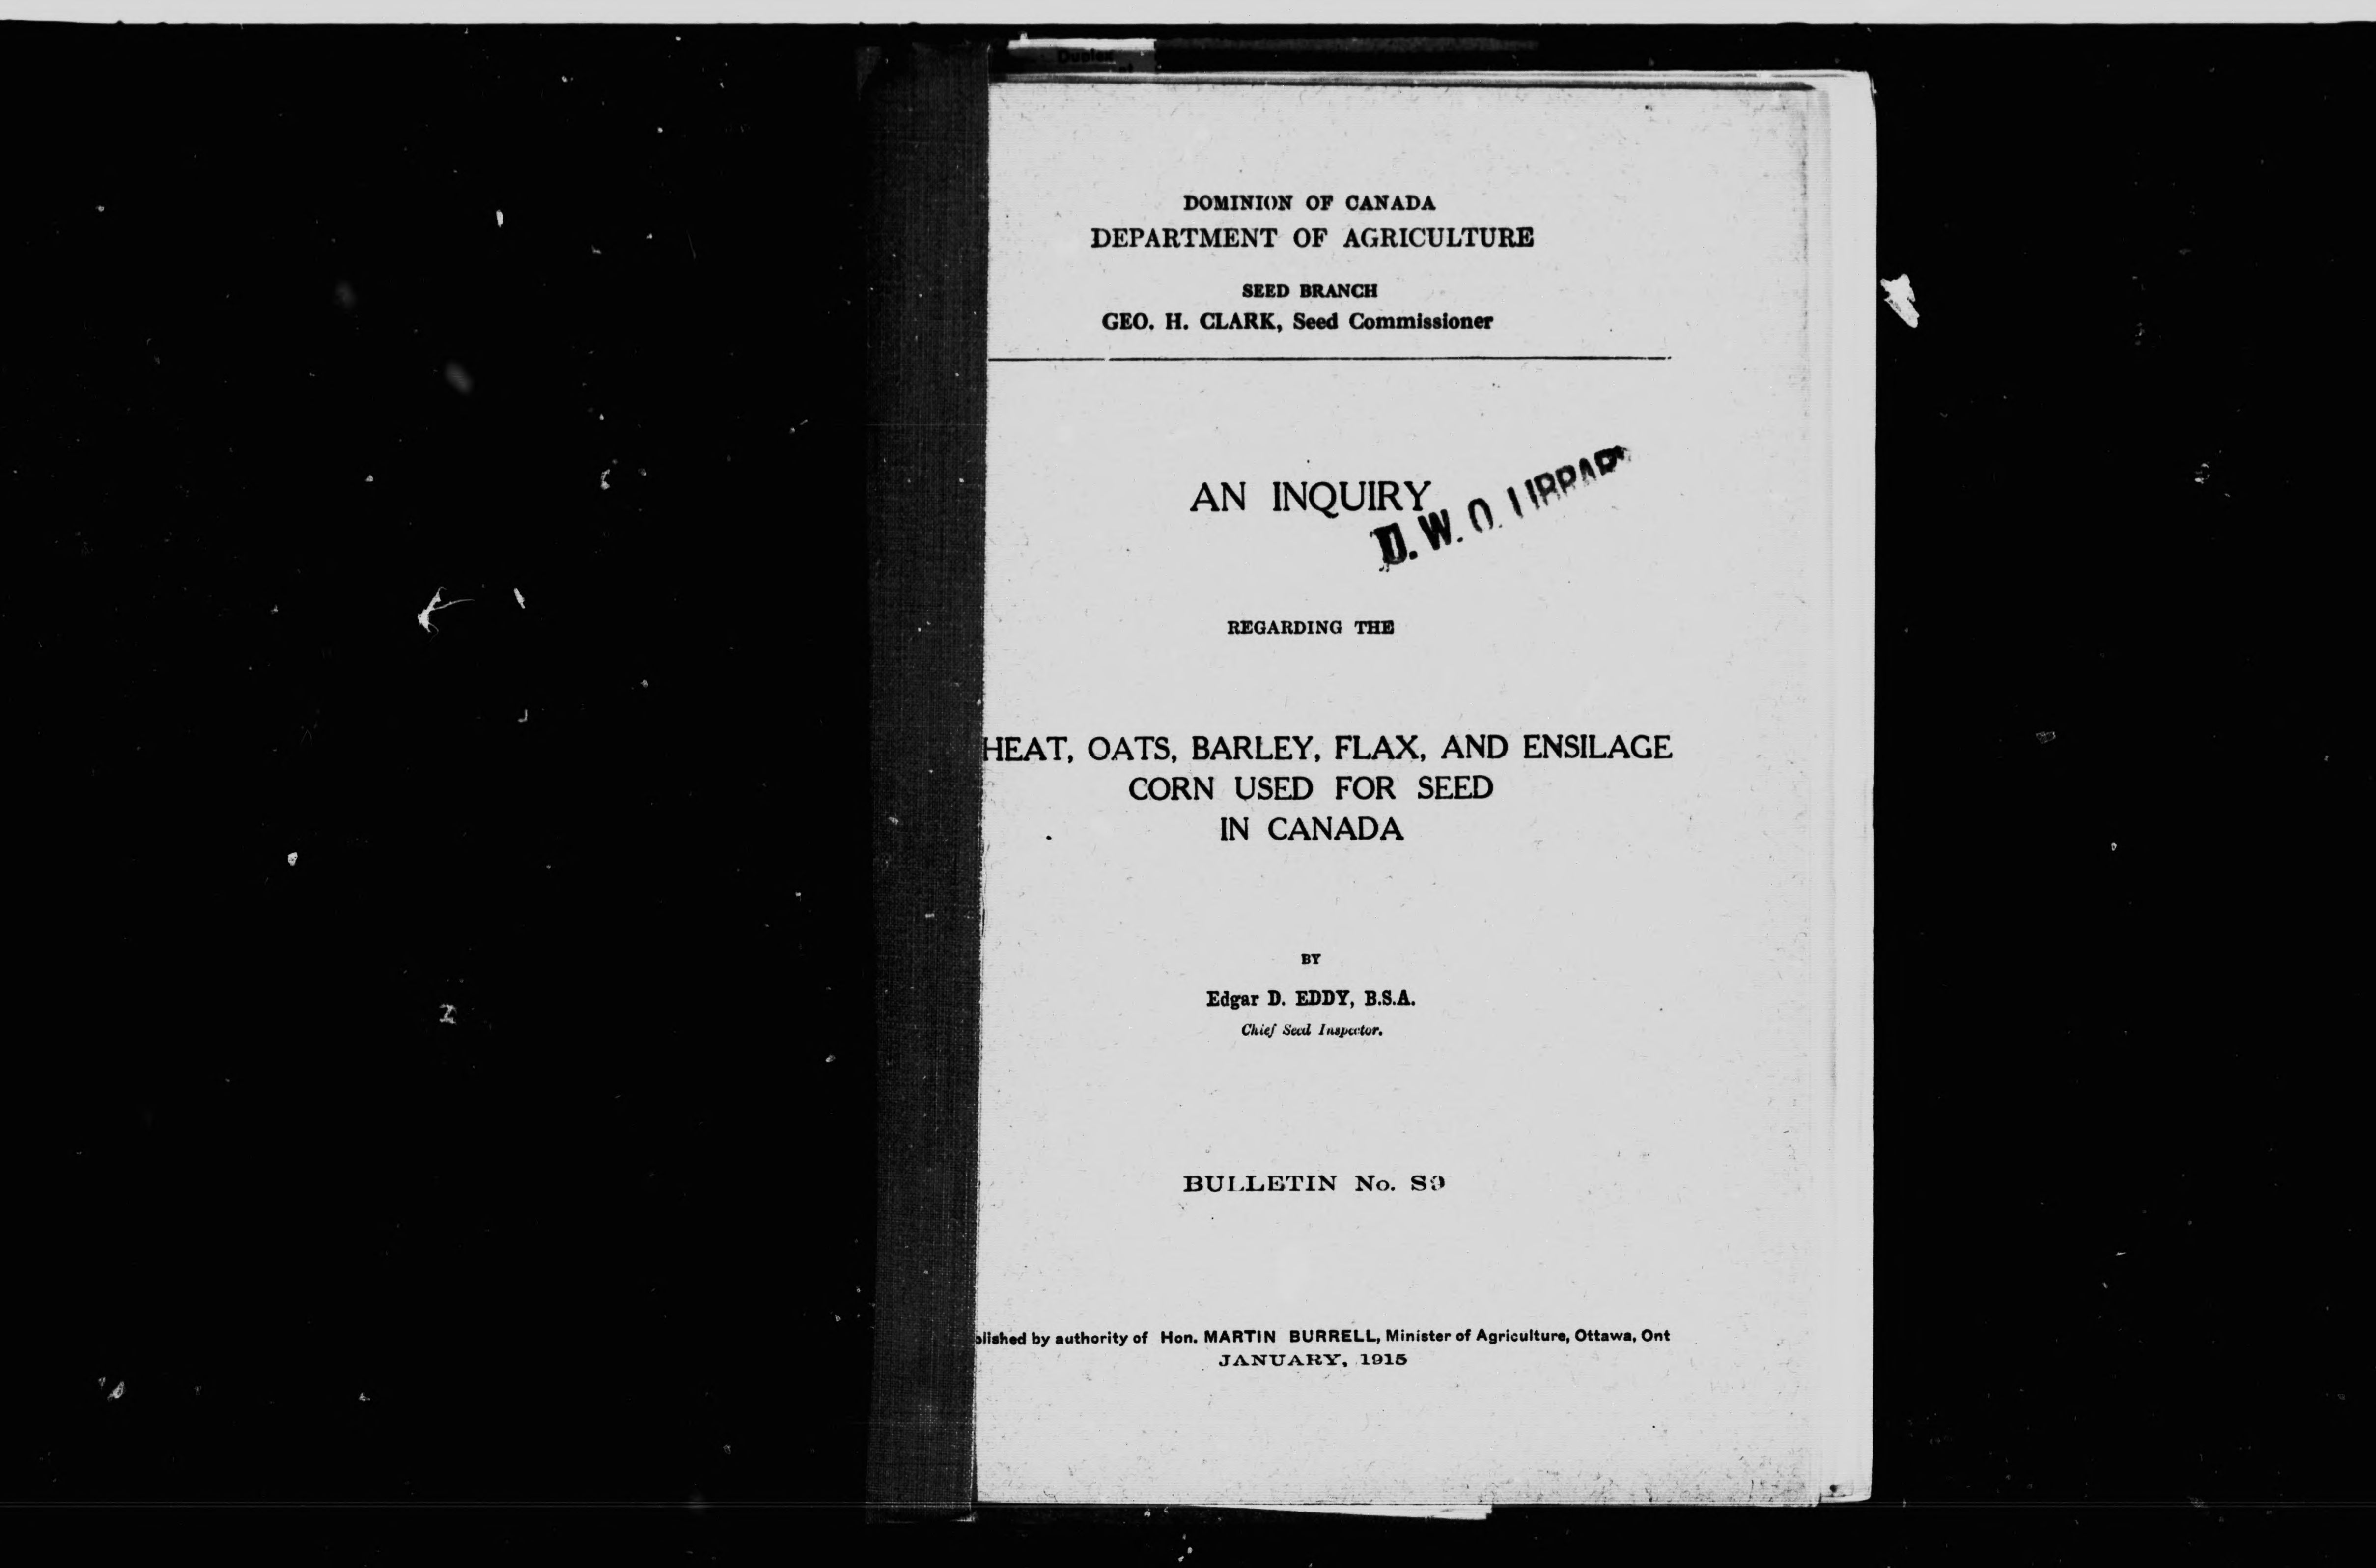 DOMINION OF CANADA
DEPARTMENT OF AGRICULTURE
SEED BRANCH
GEO. H. CLARK, Seed Commissioner
AN INQUIRY
U. W. O. LIBRARY
REGARDING THE
HEAT, OATS, BARLEY, FLAX, AND ENSILAGE
CORN USED FOR SEED
IN CANADA
BY
Edgar D. EDDY, B.S.A.
Chief Seed Inspector.
BULLETIN No. S9
blished by authority of Hon. MARTIN BURRELL, Minister of Agriculture, Ottawa, Ont
JANUARY, 1915